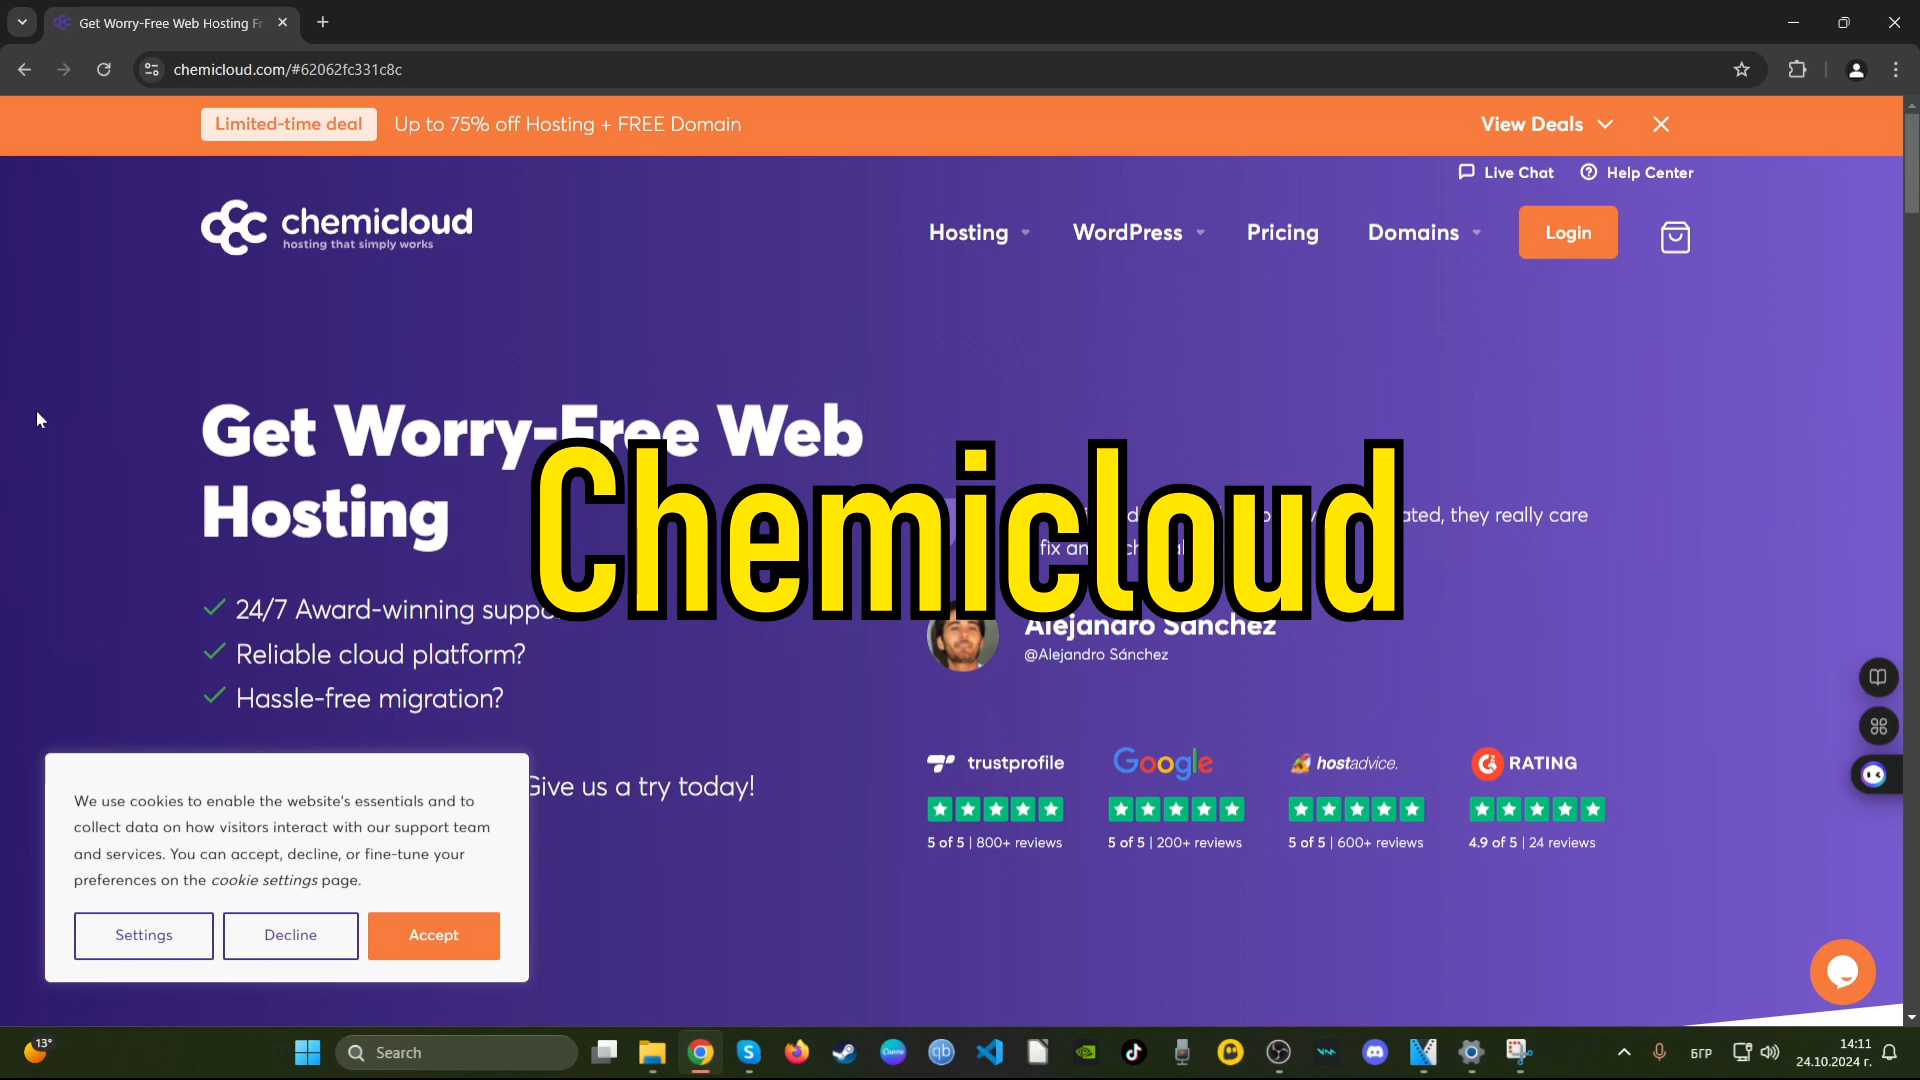 Get Worry-Free Web Hosting Fr
chemicloud.com/#62062fc331c8c
Limited-time deal Up to 75% off Hosting + FREE Domain View Deals
Live Chat Help Center
chemicloud
hosting that simply works
Hosting WordPress Pricing Domains Login
Get Worry-Free Web
Hosting
Chemicloud
ated, they really care
fix an
24/7 Award-winning suppo
Reliable cloud platform?
Hassle-free migration?
Give us a try today!
Alejandro Sánchez
@Alejandro Sánchez
trustprofile Google hostadvice. G2 RATING
5 of 5 | 800+ reviews 5 of 5 | 200+ reviews 5 of 5 | 600+ reviews 4.9 of 5 | 24 reviews
We use cookies to enable the website's essentials and to
collect data on how visitors interact with our support team
and services. You can accept, decline, or fine-tune your
preferences on the cookie settings page.
Settings Decline Accept
13°
Search
Canva
qb
БГР
14:11
24.10.2024 г.